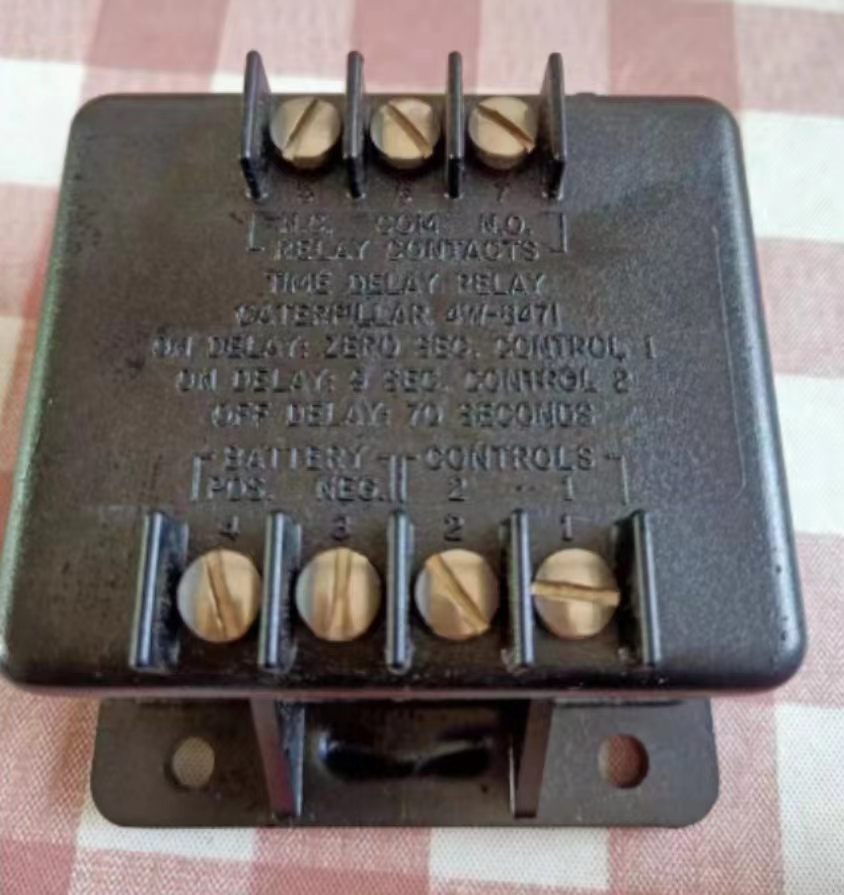 5 6 7
N.C. COM N.O.
RELAY CONTACTS
TIME DELAY RELAY
CATERPILLAR 4W-8471
ON DELAY: ZERO SEC. CONTROL 1
ON DELAY: 9 SEC. CONTROL 2
OFF DELAY: 70 SECONDS
BATTERY CONTROLS
POS. NEG. 2 1
4 3 2 1